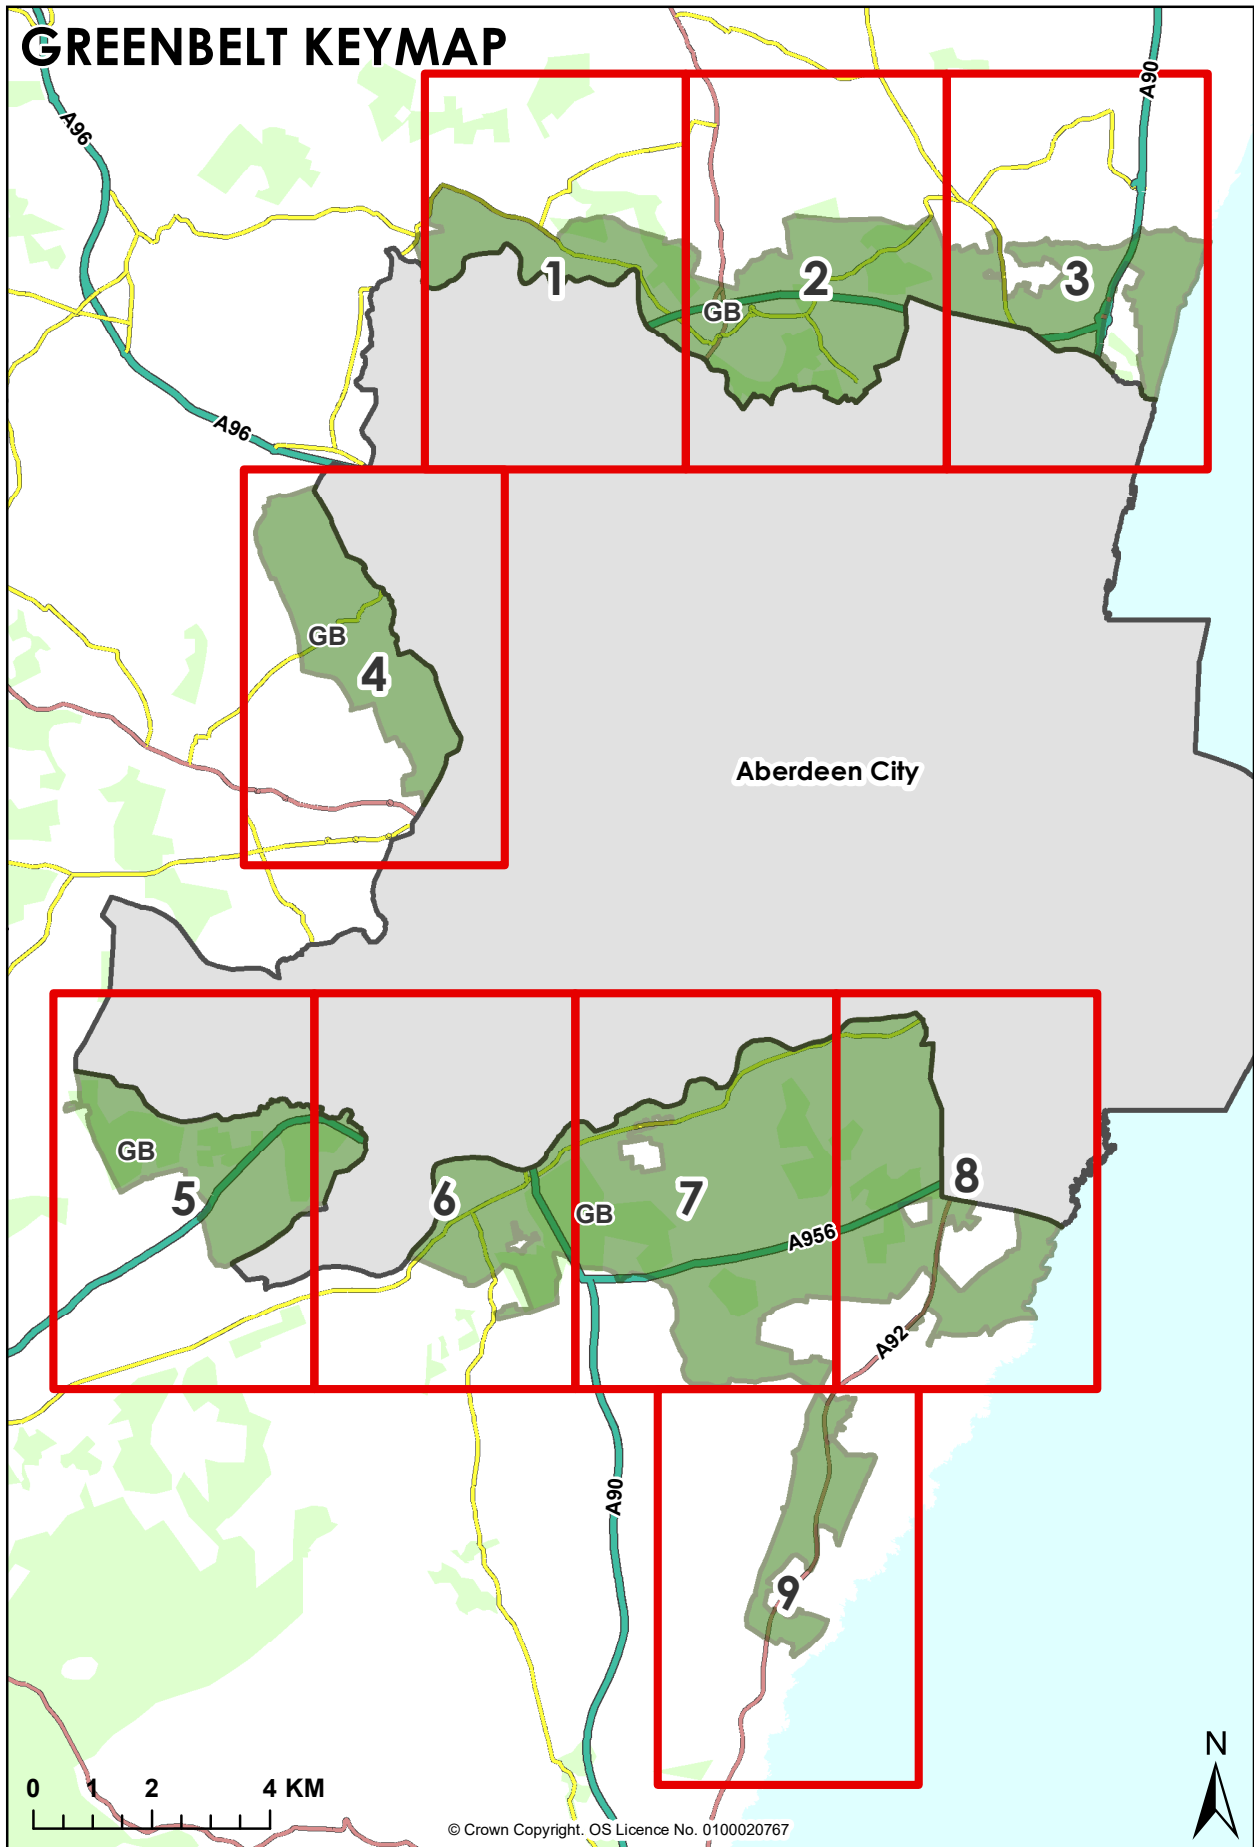 GREENBELT KEYMAP
A90
A96
1
2
3
GB
A96
GB
4
Aberdeen City
GB
5
6
7
8
GB
A956
A92
A90
9
N
0 1 2 4 KM
© Crown Copyright. OS Licence No. 0100020767